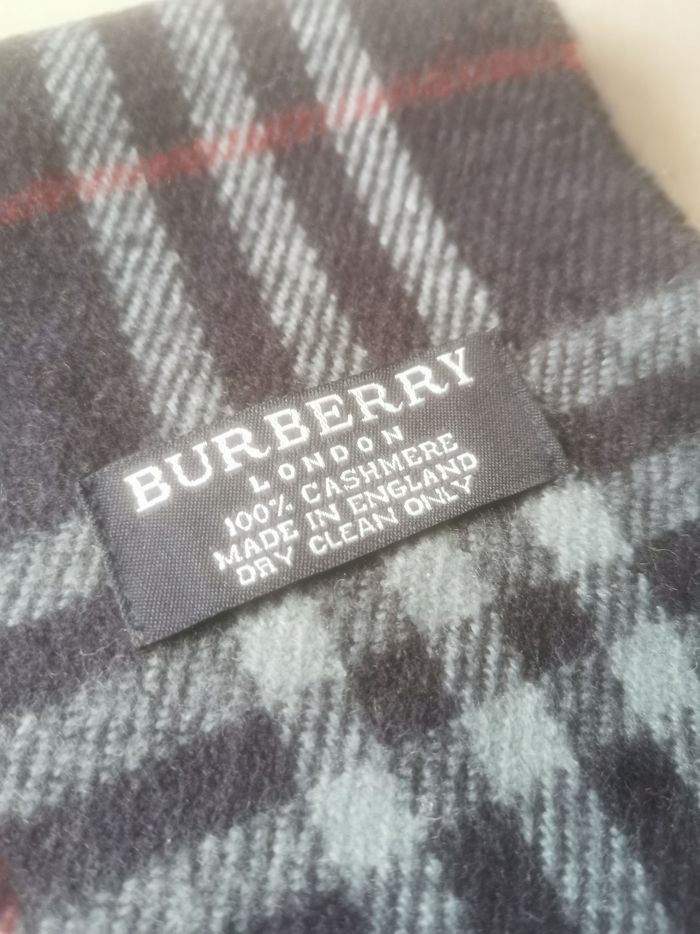 BURBERRY
LONDON
100% CASHMERE
MADE IN ENGLAND
DRY CLEAN ONLY